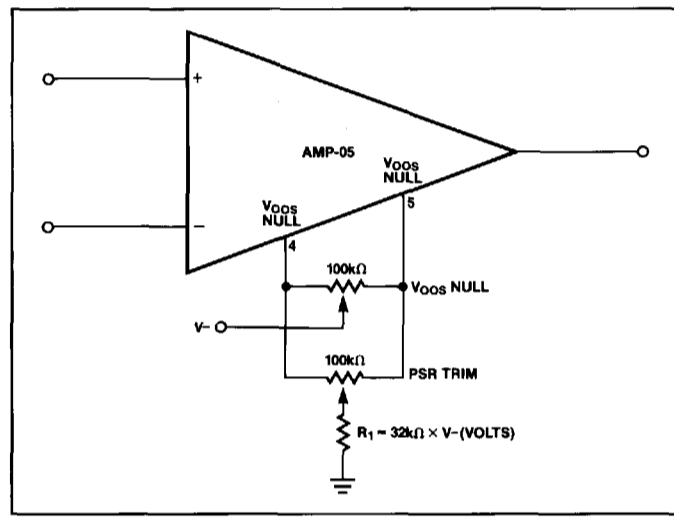 +
AMP-05
VOOS
NULL
5
VOOS
NULL
4
−
100kΩ
VOOS NULL
V−
100kΩ
PSR TRIM
R1 ~ 32kΩ × V−(VOLTS)